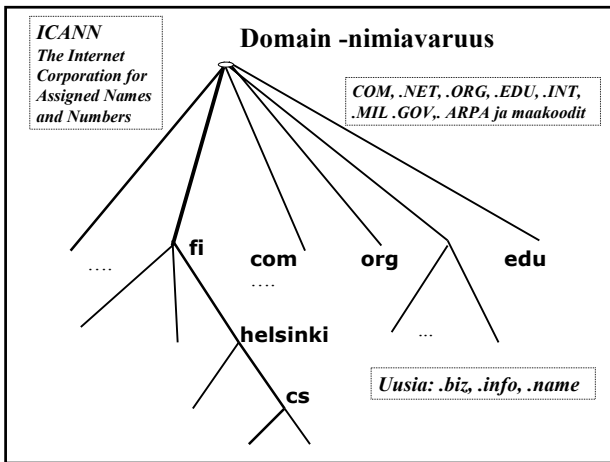 ICANN
The Internet
Corporation for
Assigned Names
and Numbers
Domain -nimiavaruus
COM, .NET, .ORG, .EDU, .INT,
.MIL .GOV,. ARPA ja maakoodit
fi
com
org
edu
....
....
...
helsinki
cs
Uusia: .biz, .info, .name